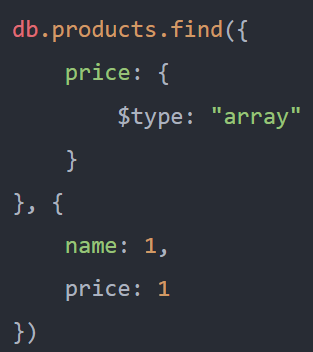 db.products.find({
    price: {
        $type: "array"
    }
}, {
    name: 1,
    price: 1
})